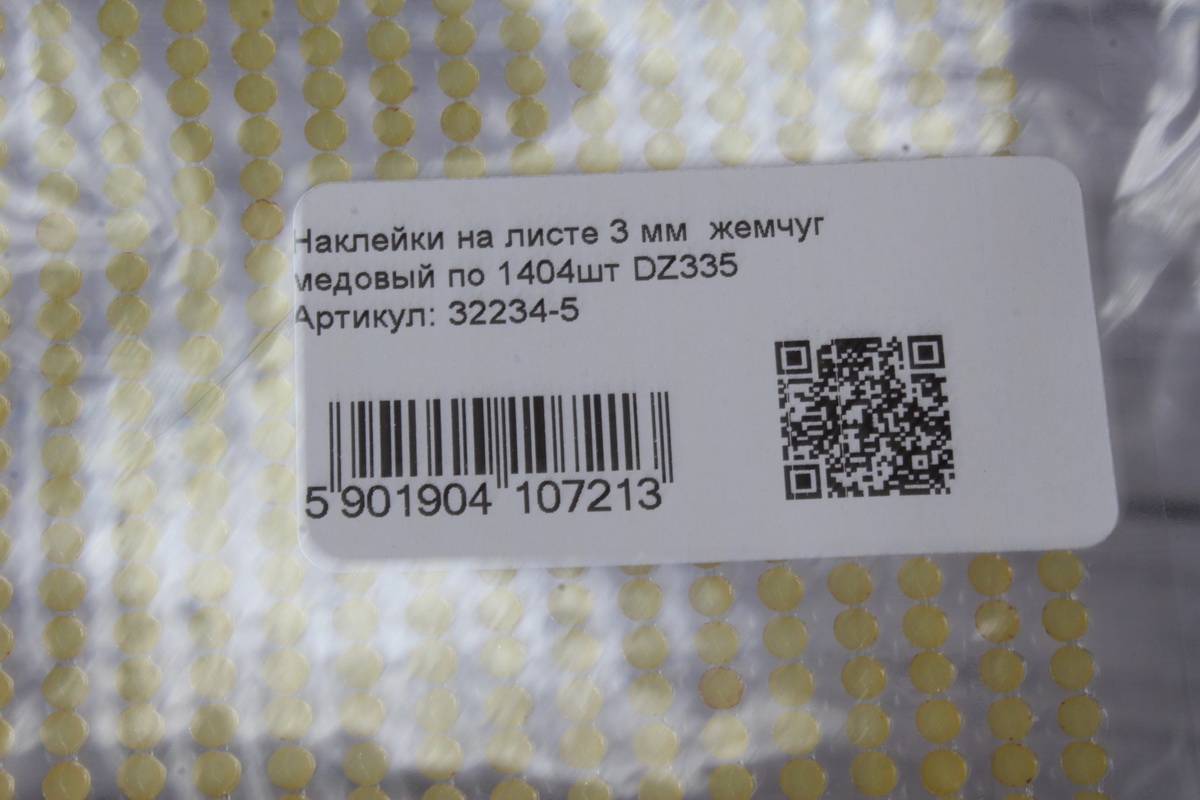 Наклейки на листе 3 мм жемчуг
медовый по 1404шт DZ335
Артикул: 32234-5
5 901904 107213